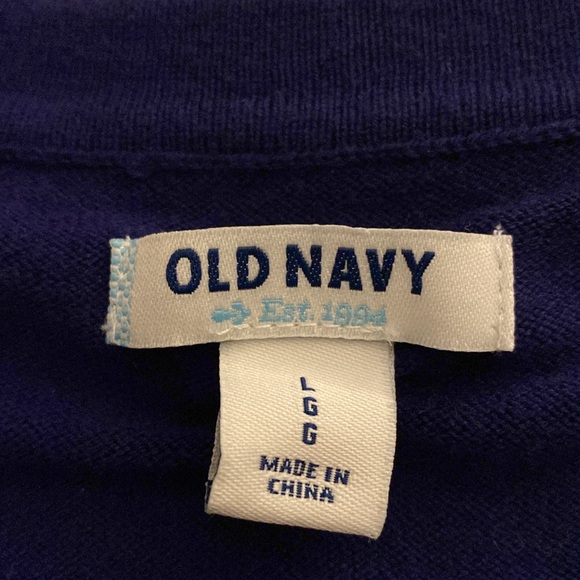 OLD NAVY
Est. 1994
L
G
G
MADE IN
CHINA